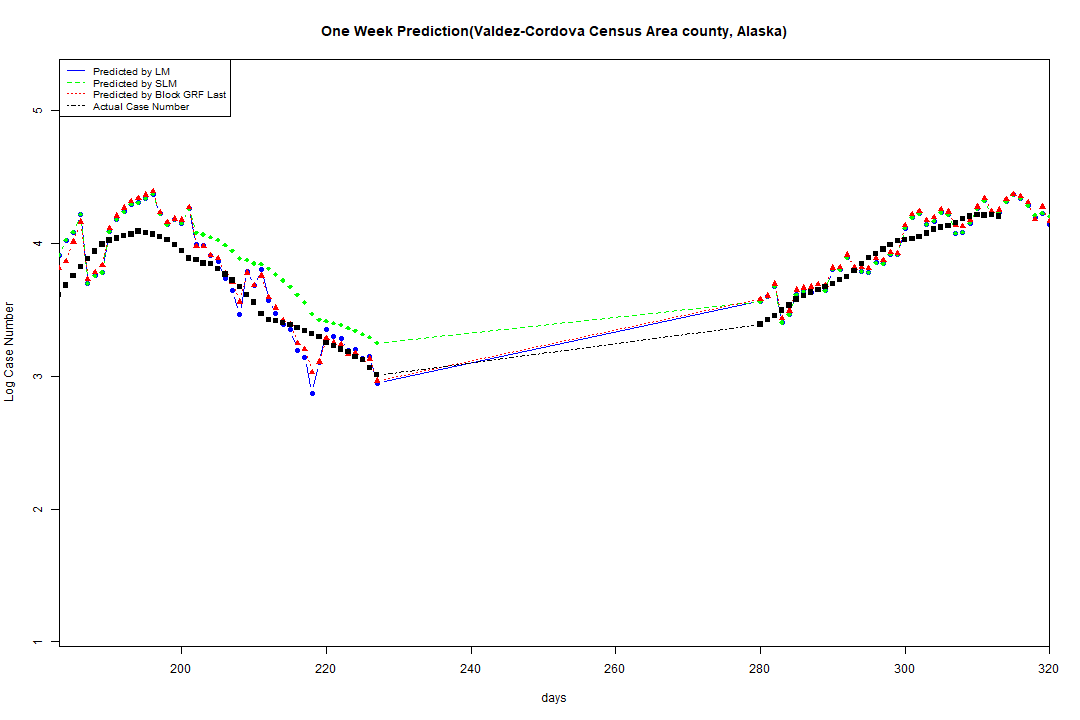 One Week Prediction(Valdez-Cordova Census Area county, Alaska)
Predicted by LM
Predicted by SLM
Predicted by Block GRF Last
Actual Case Number
5
4
3
2
1
Log Case Number
200 220 240 260 280 300 320
days